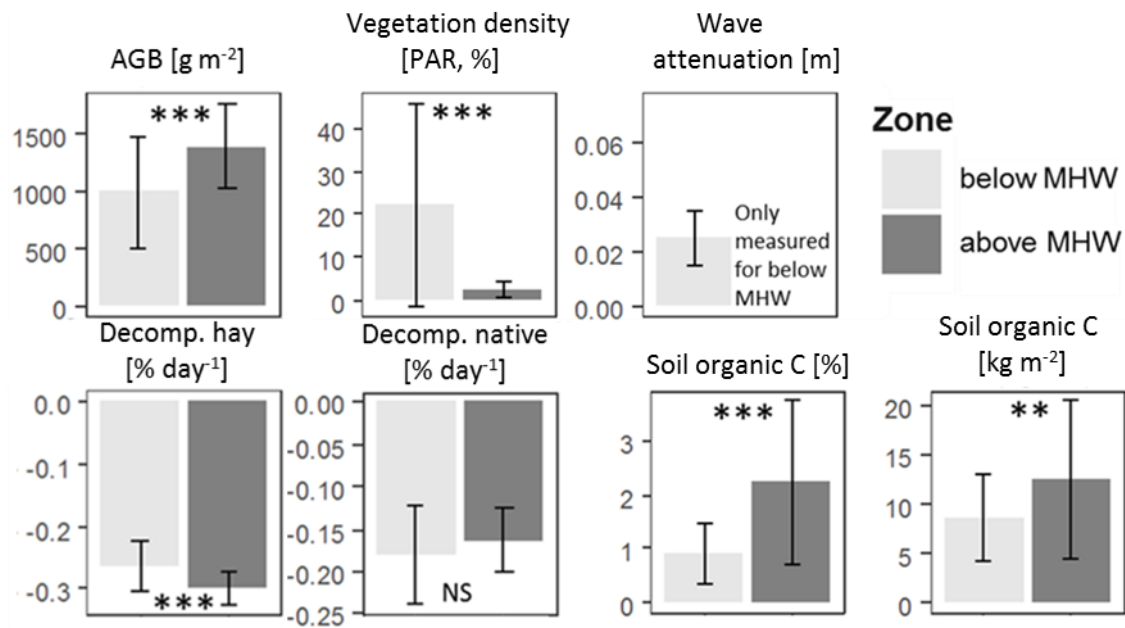 AGB [g m⁻²]
Vegetation density
[PAR, %]
Wave
attenuation [m]
***
1500
1000
500
0
***
40
30
20
10
0
0.06
0.04
0.02
0.00
Only
measured
for below
MHW
Zone
below MHW
above MHW
Decomp. hay
[% day⁻¹]
Decomp. native
[% day⁻¹]
Soil organic C [%]
Soil organic C
[kg m⁻²]
0.0
-0.1
-0.2
-0.3
***
0.00
-0.05
-0.10
-0.15
-0.20
-0.25
NS
***
3
2
1
0
**
20
15
10
5
0